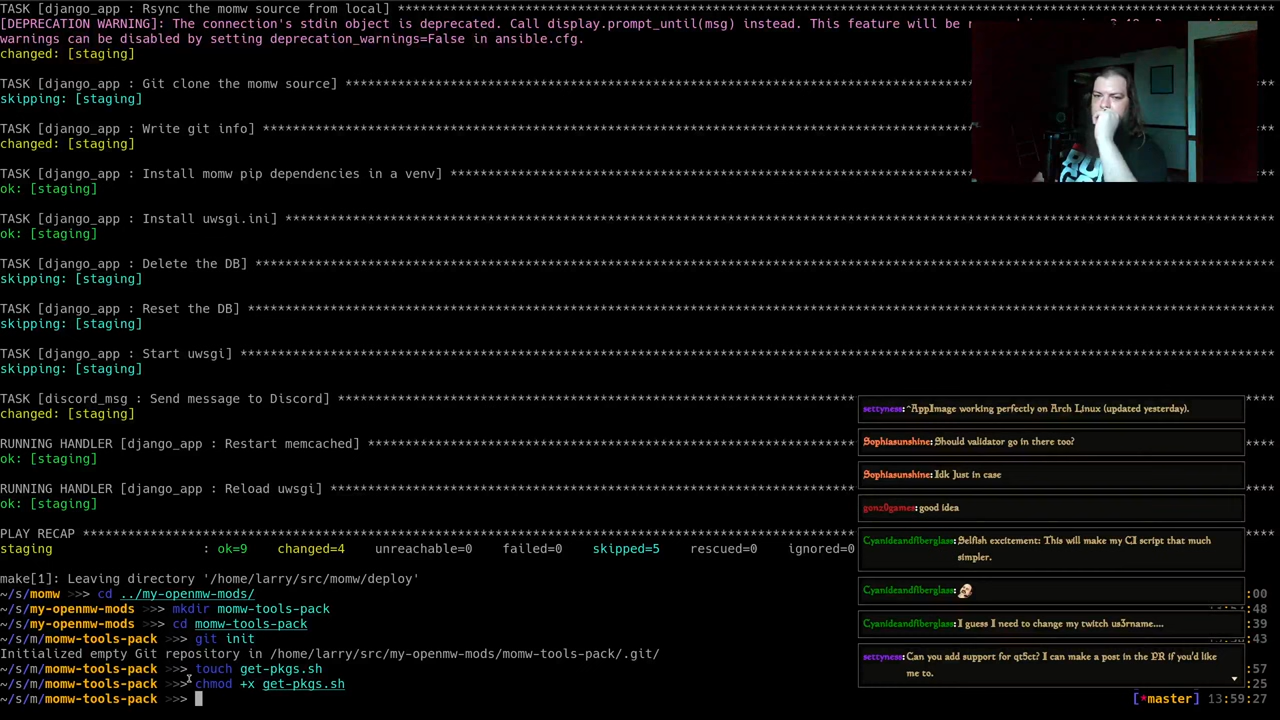 TASK [django_app : Rsync the momw source from local] ******************************************************
[DEPRECATION WARNING]: The connection's stdin object is deprecated. Call display.prompt_until(msg) instead. This feature will be
warnings can be disabled by setting deprecation_warnings=False in ansible.cfg.
changed: [staging]
TASK [django_app : Git clone the momw source] ******************************************************
skipping: [staging]
TASK [django_app : Write git info] ******************************************************
changed: [staging]
TASK [django_app : Install momw pip dependencies in a venv] ******************************************************
ok: [staging]
TASK [django_app : Install uwsgi.ini] ******************************************************
ok: [staging]
TASK [django_app : Delete the DB] ******************************************************
skipping: [staging]
TASK [django_app : Reset the DB] ******************************************************
skipping: [staging]
TASK [django_app : Start uwsgi] ******************************************************
skipping: [staging]
TASK [discord_msg : Send message to Discord] ******************************************************
changed: [staging]
RUNNING HANDLER [django_app : Restart memcached] ******************************************************
ok: [staging]
RUNNING HANDLER [django_app : Reload uwsgi] ******************************************************
ok: [staging]
PLAY RECAP ******************************************************
staging : ok=9 changed=4 unreachable=0 failed=0 skipped=5 rescued=0 ignored=0
make[1]: Leaving directory '/home/larry/src/momw/deploy'
~/s/momw >>> cd ../my-openmw-mods/ :00
~/s/my-openmw-mods >>> mkdir momw-tools-pack :48
~/s/my-openmw-mods >>> cd momw-tools-pack :39
~/s/m/momw-tools-pack >>> git init :43
Initialized empty Git repository in /home/larry/src/my-openmw-mods/momw-tools-pack/.git/
~/s/m/momw-tools-pack >>> touch get-pkgs.sh :57
~/s/m/momw-tools-pack >>> chmod +x get-pkgs.sh :25
~/s/m/momw-tools-pack >>> [*master] 13:59:27
settyness: ^AppImage working perfectly on Arch Linux (updated yesterday).
Sophiasunshine: Should validator go in there too?
Sophiasunshine: Idk Just in case
gonzogames: good idea
Cyanideandfiberglass: Selfish excitement: This will make my CI script that much
simpler.
Cyanideandfiberglass:
Cyanideandfiberglass: I guess I need to change my twitch us3rname....
settyness: Can you add support for qt5ct? I can make a post in the PR if you'd like
me to.